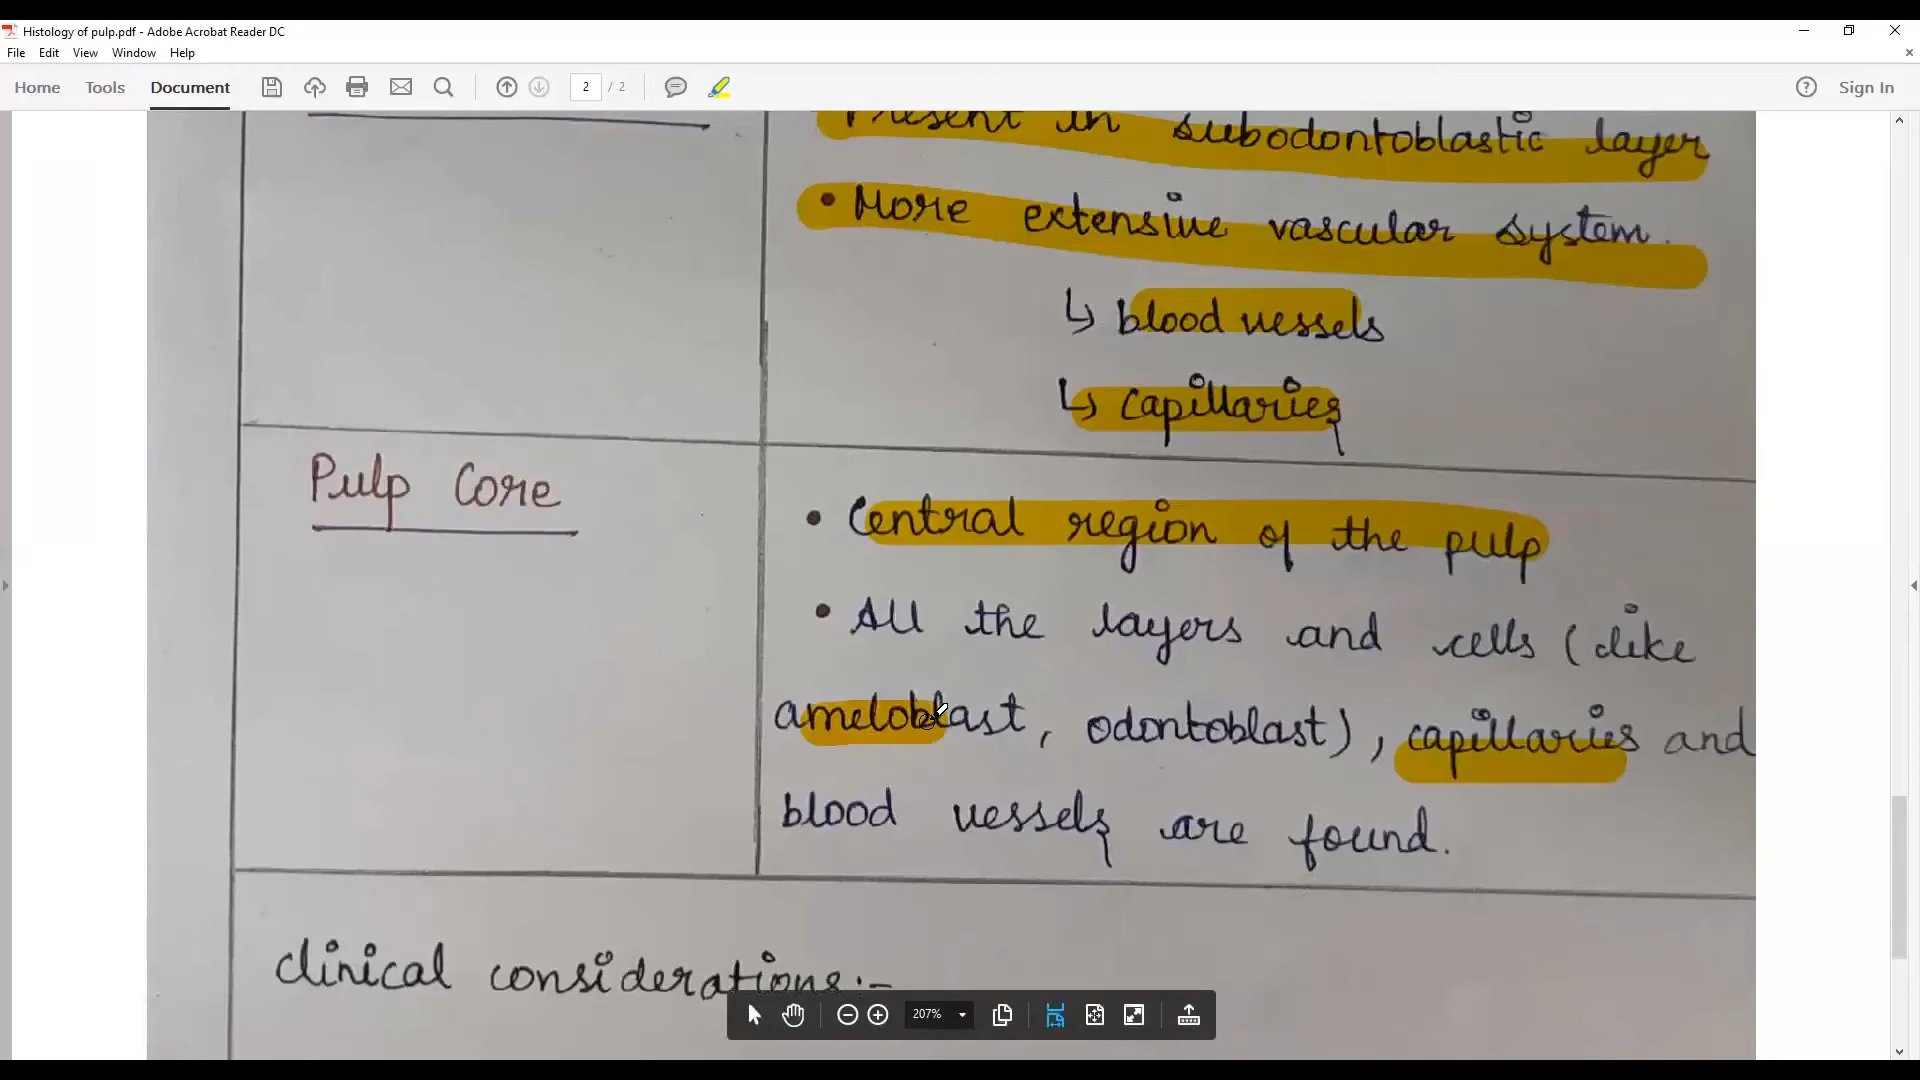 Histology of pulp.pdf - Adobe Acrobat Reader DC
File Edit View Window Help
Home Tools Document 2 / 2 Sign In
Present in subodontoblastic layer
• More extensive vascular system.
↳ blood vessels
↳ capillaries
Pulp Core
• Central region of the pulp
• All the layers and cells (like
ameloblast, odontoblast), capillaries and
blood vessels are found.
Clinical considerations:-
207%